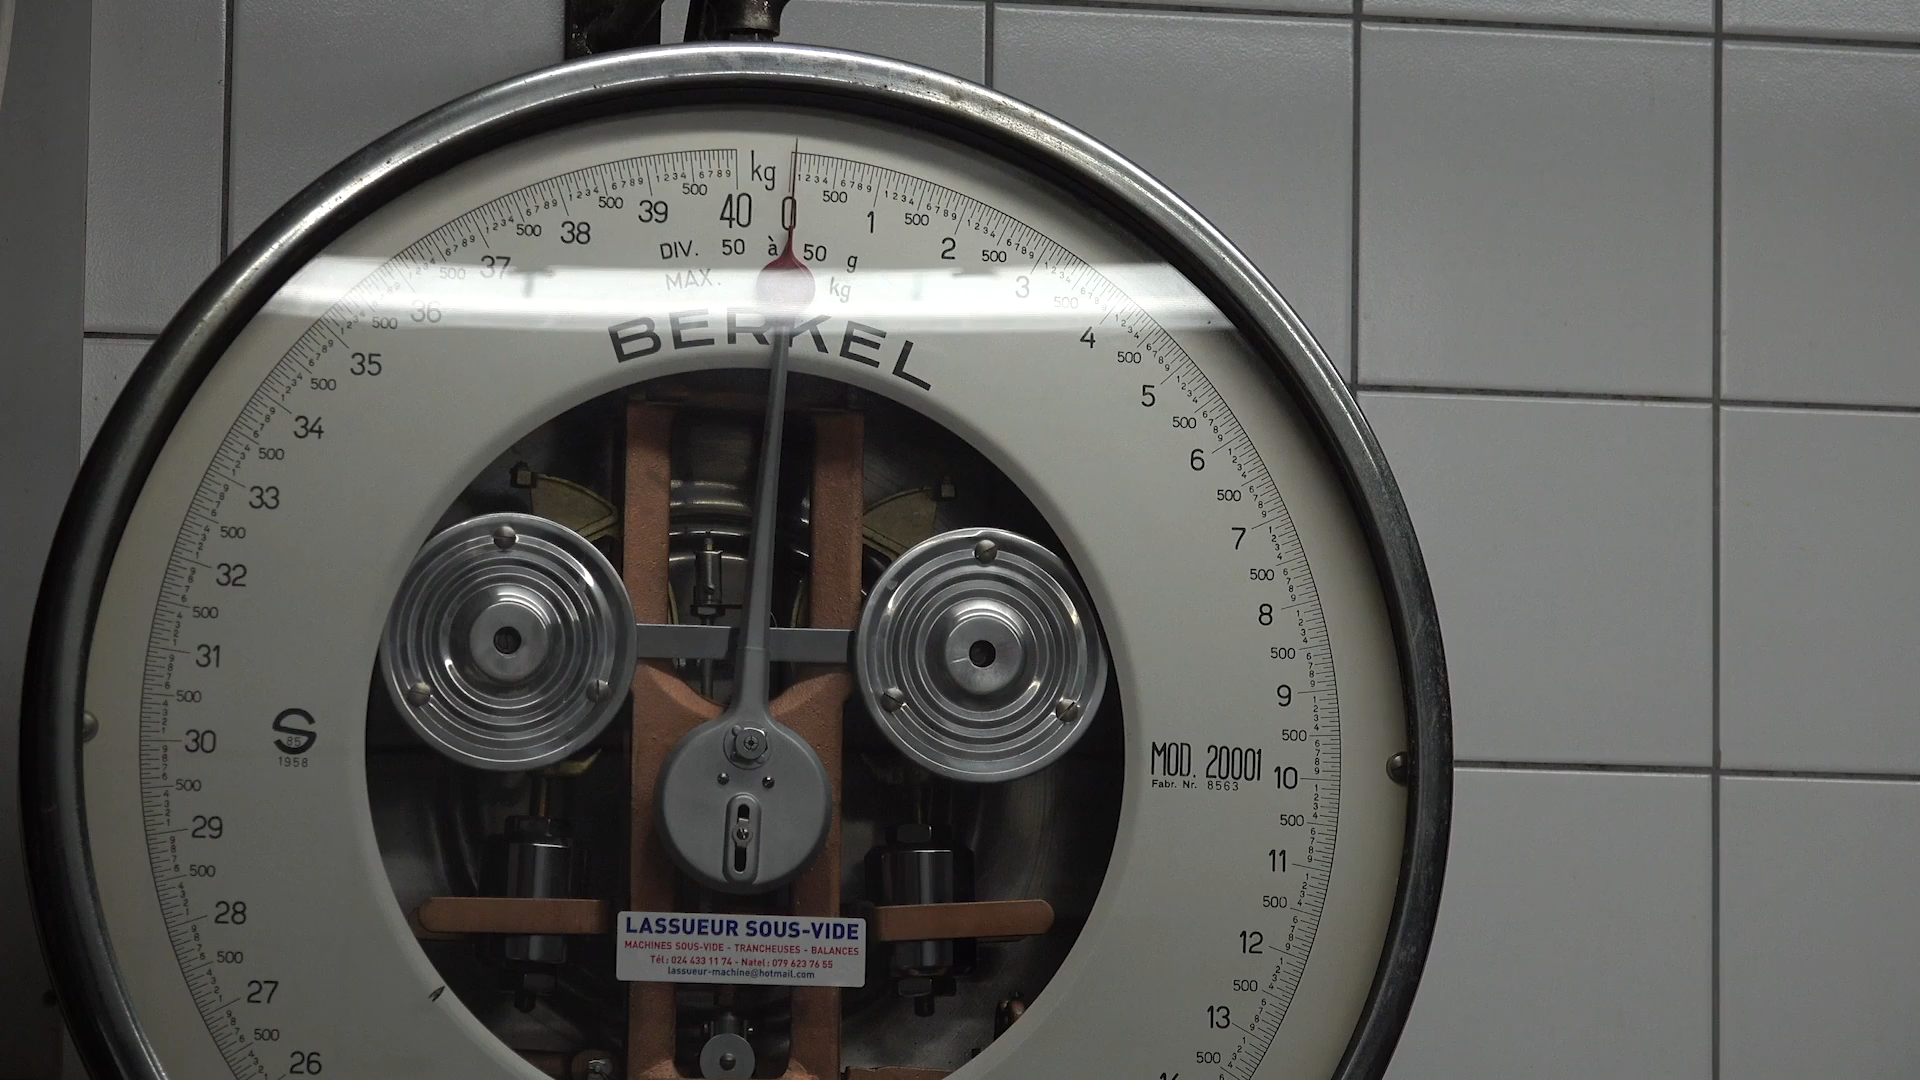 kg
40 0
39 1
38 2
37 3
36 4
35 5
34 6
33 7
32 8
31 9
30 10
29 11
28 12
27 13
26
500
DIV. 50 à 50 g
MAX. kg
BERKEL
S
85
1958
MOD. 20001
Fabr. Nr. 8563
LASSUEUR SOUS-VIDE
MACHINES SOUS-VIDE - TRANCHEUSES - BALANCES
Tél : 024 433 11 74 - Natel : 079 623 76 55
lassueur-machine@hotmail.com